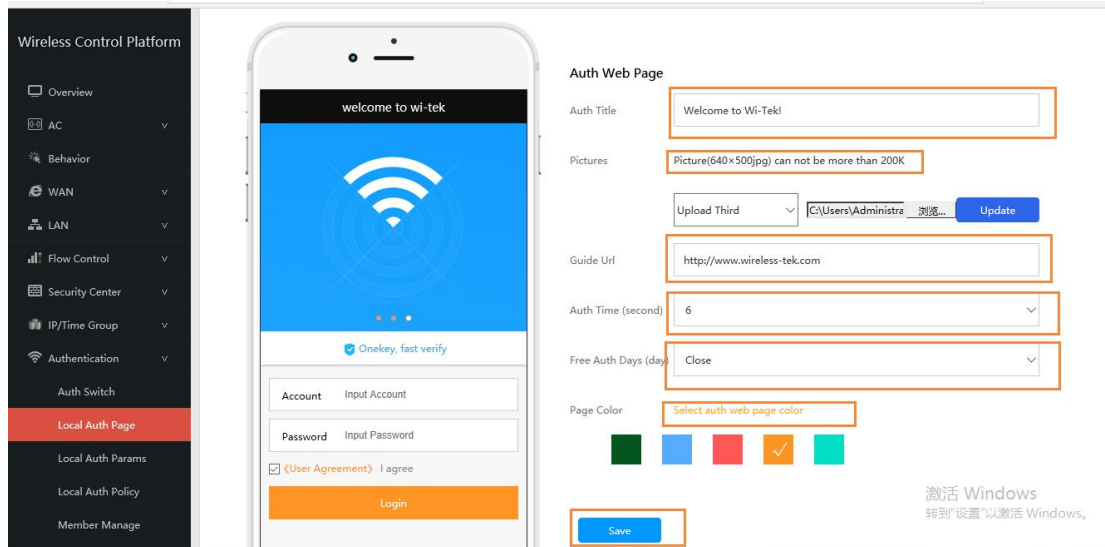 Wireless Control Platform
Overview
AC
Behavior
WAN
LAN
Flow Control
Security Center
IP/Time Group
Authentication
Auth Switch
Local Auth Page
Local Auth Params
Local Auth Policy
Member Manage
welcome to wi-tek
Onekey, fast verify
Account Input Account
Password Input Password
《User Agreement》 I agree
Login
Auth Web Page
Auth Title Welcome to Wi-Tek!
Pictures Picture(640×500jpg) can not be more than 200K
Upload Third C:\Users\Administra 浏览... Update
Guide Url http://www.wireless-tek.com
Auth Time (second) 6
Free Auth Days (day) Close
Page Color Select auth web page color
Save
激活 Windows
转到"设置"以激活 Windows。